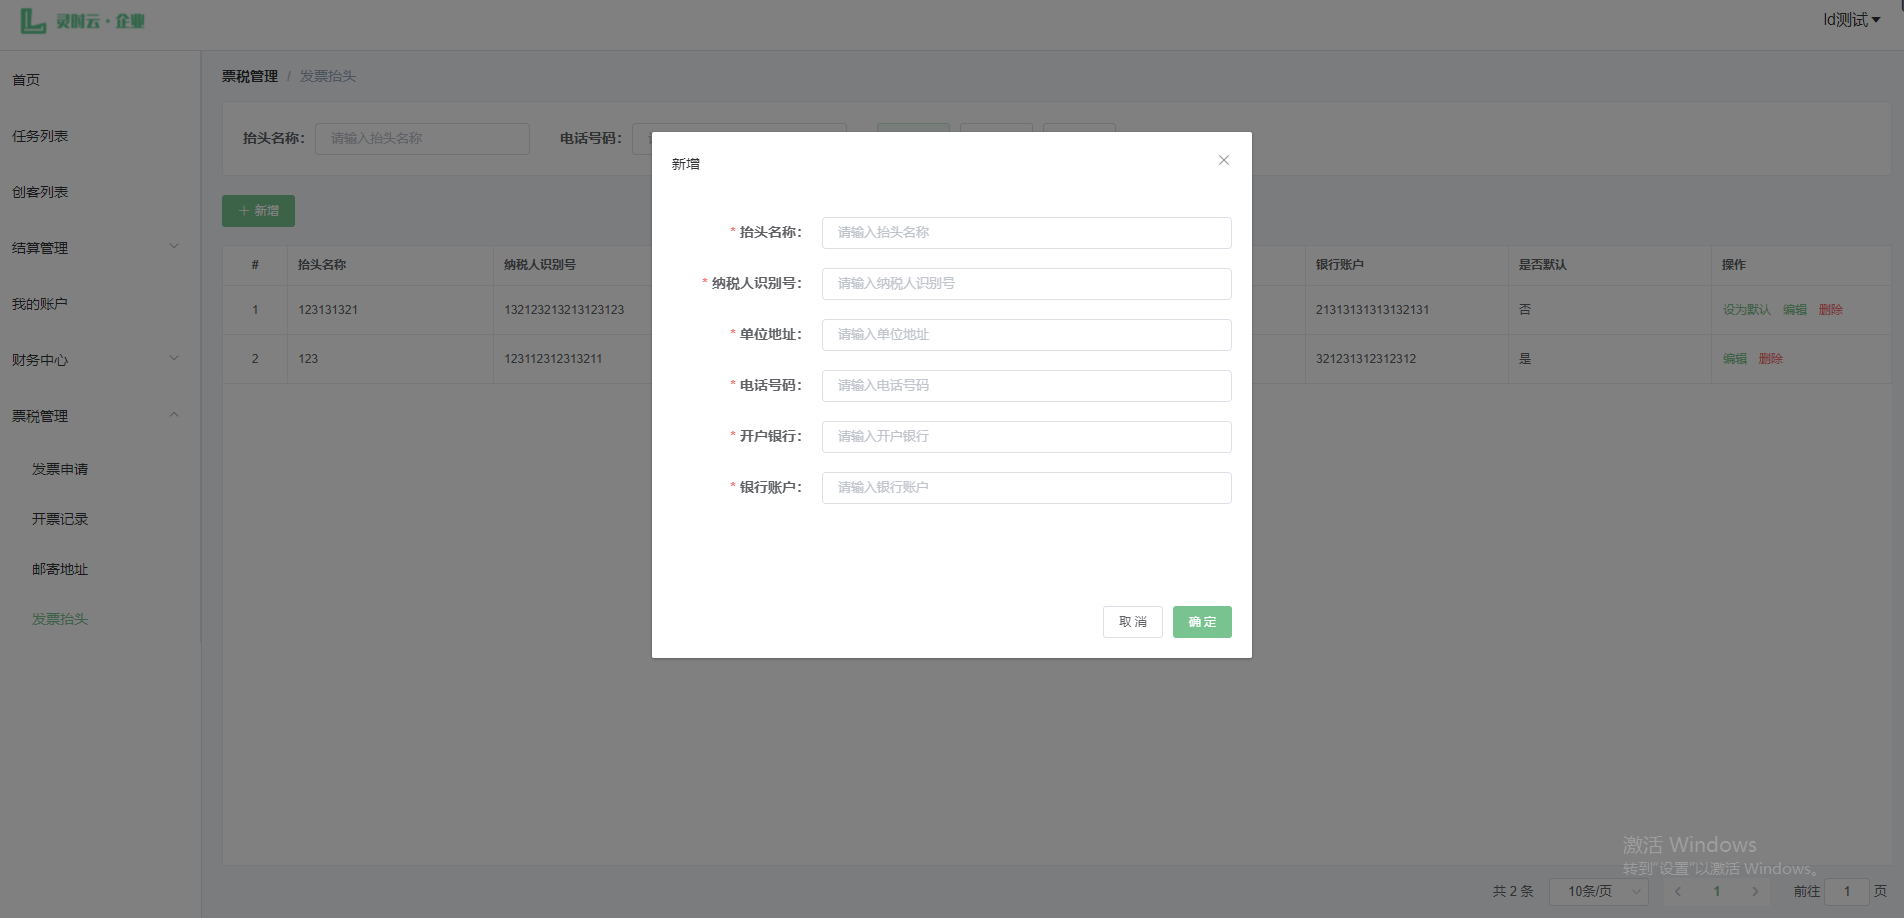 灵时云·企业
ld测试
首页
任务列表
创客列表
结算管理
我的账户
财务中心
票税管理
发票申请
开票记录
邮寄地址
发票抬头
票税管理 / 发票抬头
抬头名称： 请输入抬头名称 电话号码：
+ 新增
# 抬头名称 纳税人识别号 银行账户 是否默认 操作
1 123131321 132123213213123123 21313131313132131 否 设为默认 编辑 删除
2 123 123112312313211 321231312312312 是 编辑 删除
新增
* 抬头名称： 请输入抬头名称
* 纳税人识别号： 请输入纳税人识别号
* 单位地址： 请输入单位地址
* 电话号码： 请输入电话号码
* 开户银行： 请输入开户银行
* 银行账户： 请输入银行账户
取消 确定
激活 Windows
转到"设置"以激活 Windows。
共 2 条 10条/页 1 前往 1 页